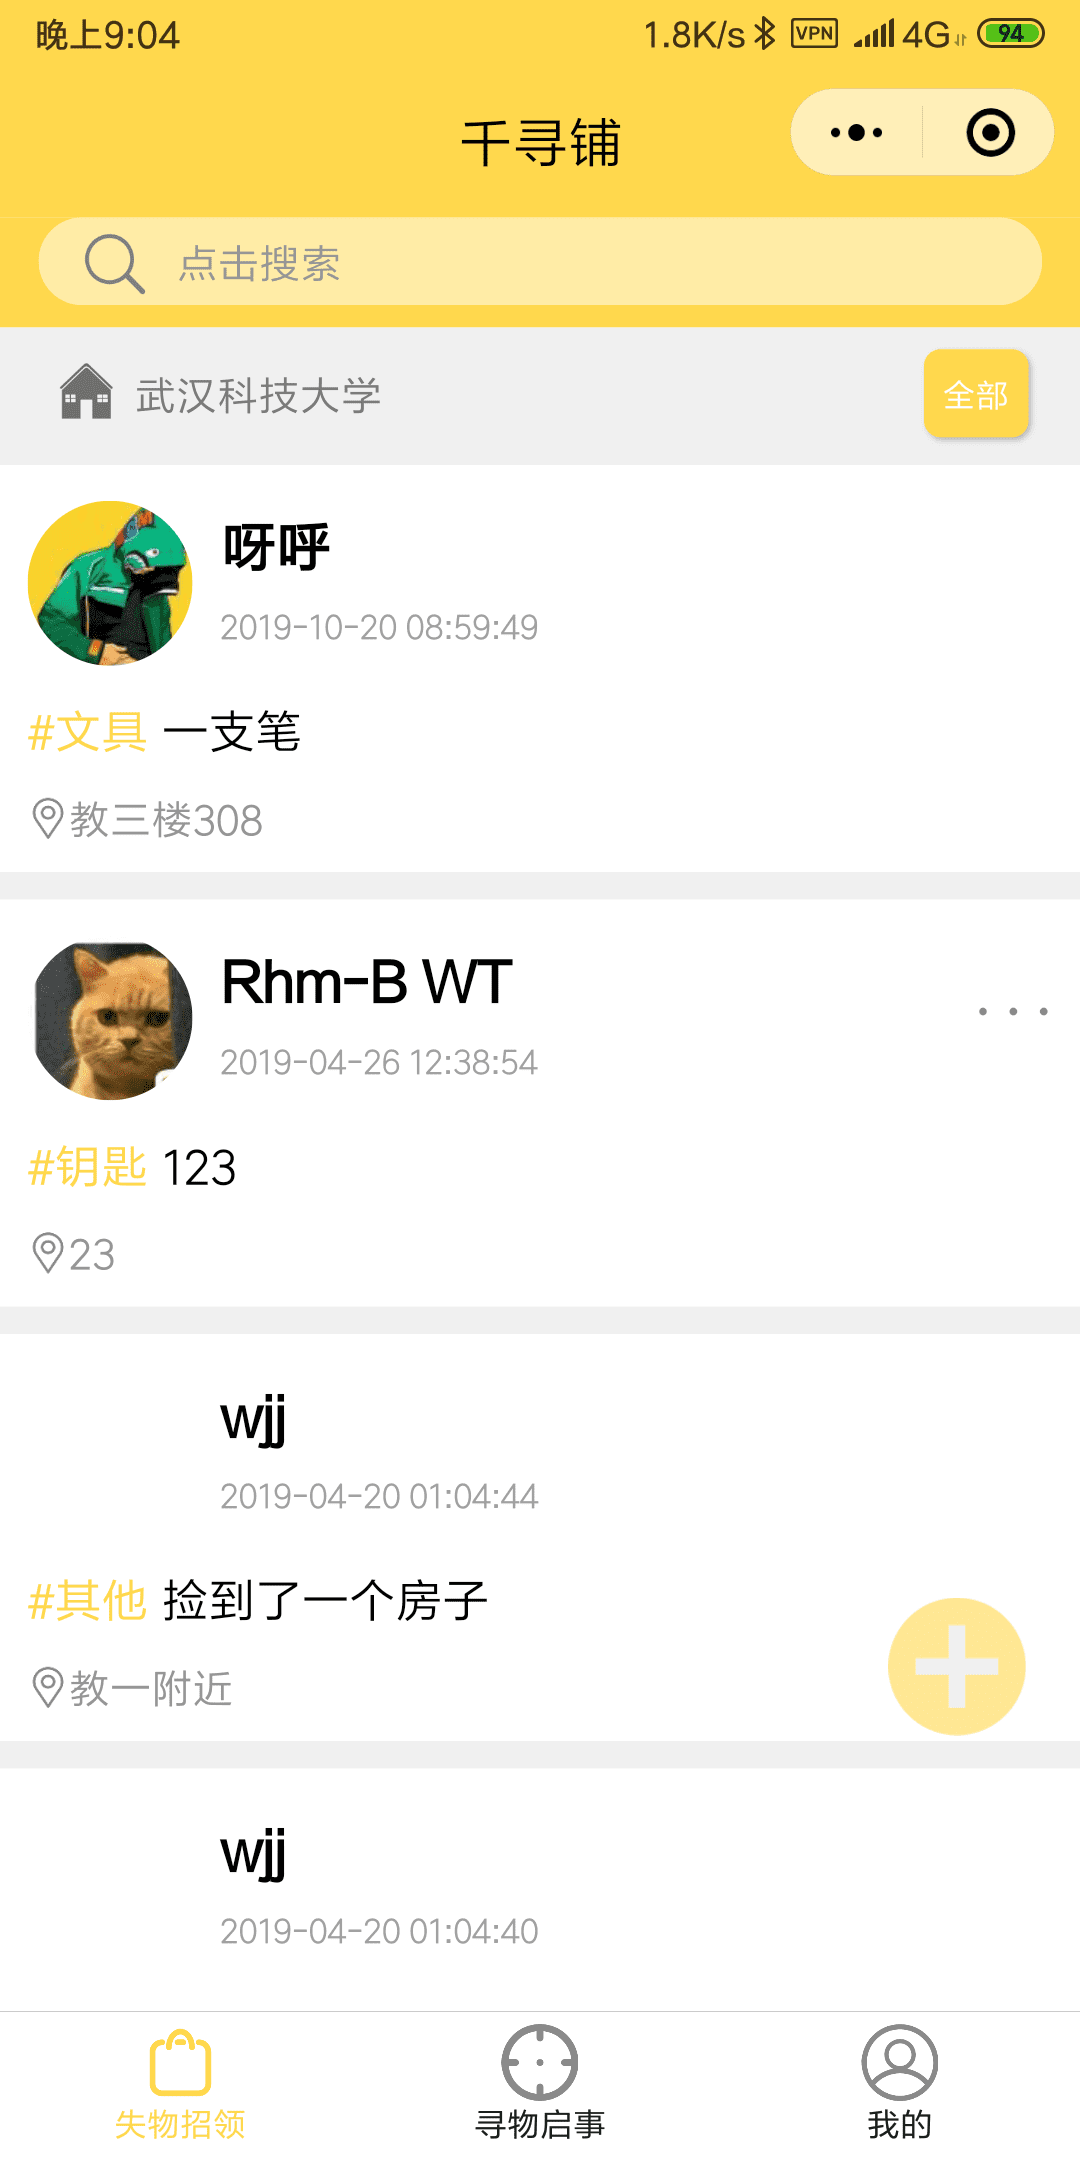 晚上9:04
1.8K/s VPN 4G 94
千寻铺
点击搜索
武汉科技大学
全部
呀呼
2019-10-20 08:59:49
#文具 一支笔
教三楼308
Rhm-B WT
2019-04-26 12:38:54
#钥匙 123
23
wjj
2019-04-20 01:04:44
#其他 捡到了一个房子
教一附近
wjj
2019-04-20 01:04:40
失物招领
寻物启事
我的